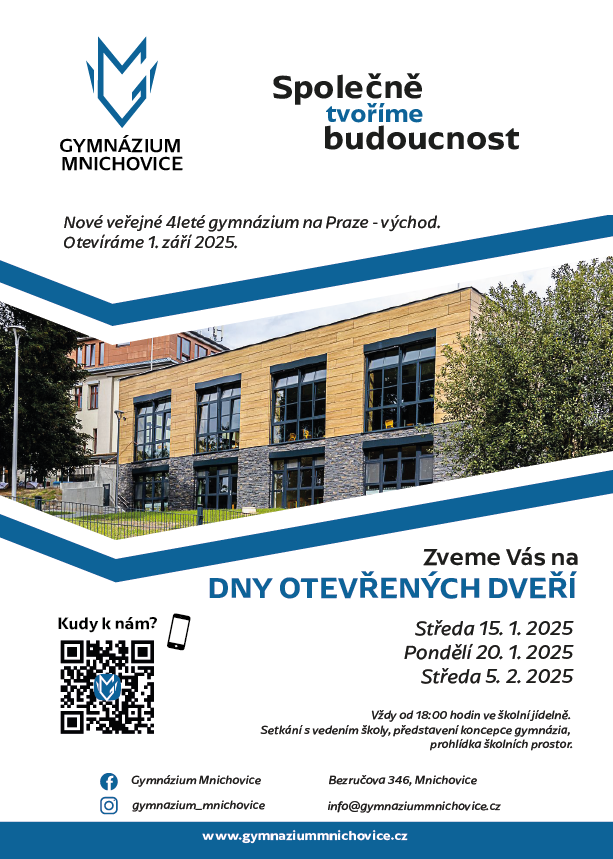 GYMNÁZIUM
MNICHOVICE
Společně
tvoříme
budoucnost
Nové veřejné 4leté gymnázium na Praze - východ.
Otevíráme 1. září 2025.
Zveme Vás na
DNY OTEVŘENÝCH DVEŘÍ
Kudy k nám?
Středa 15. 1. 2025
Pondělí 20. 1. 2025
Středa 5. 2. 2025
Vždy od 18:00 hodin ve školní jídelně.
Setkání s vedením školy, představení koncepce gymnázia,
prohlídka školních prostor.
Gymnázium Mnichovice
Bezručova 346, Mnichovice
gymnazium_mnichovice
info@gymnaziummnichovice.cz
www.gymnaziummnichovice.cz